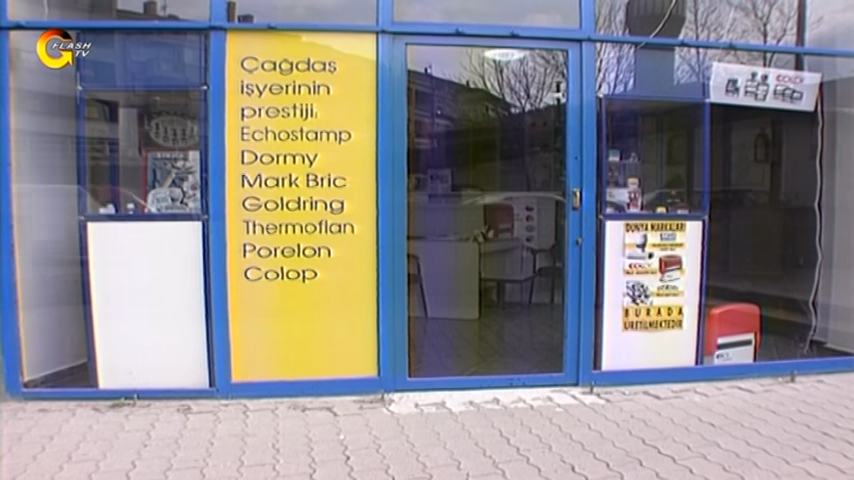 FLASH
TV
Çağdaş
işyerinin
prestiji,
Echostamp
Dormy
Mark Bric
Goldring
Thermoflan
Porelon
Colop
COLOP
DÜNYA MARKALARI
BURADA
ÜRETİLMEKTEDİR